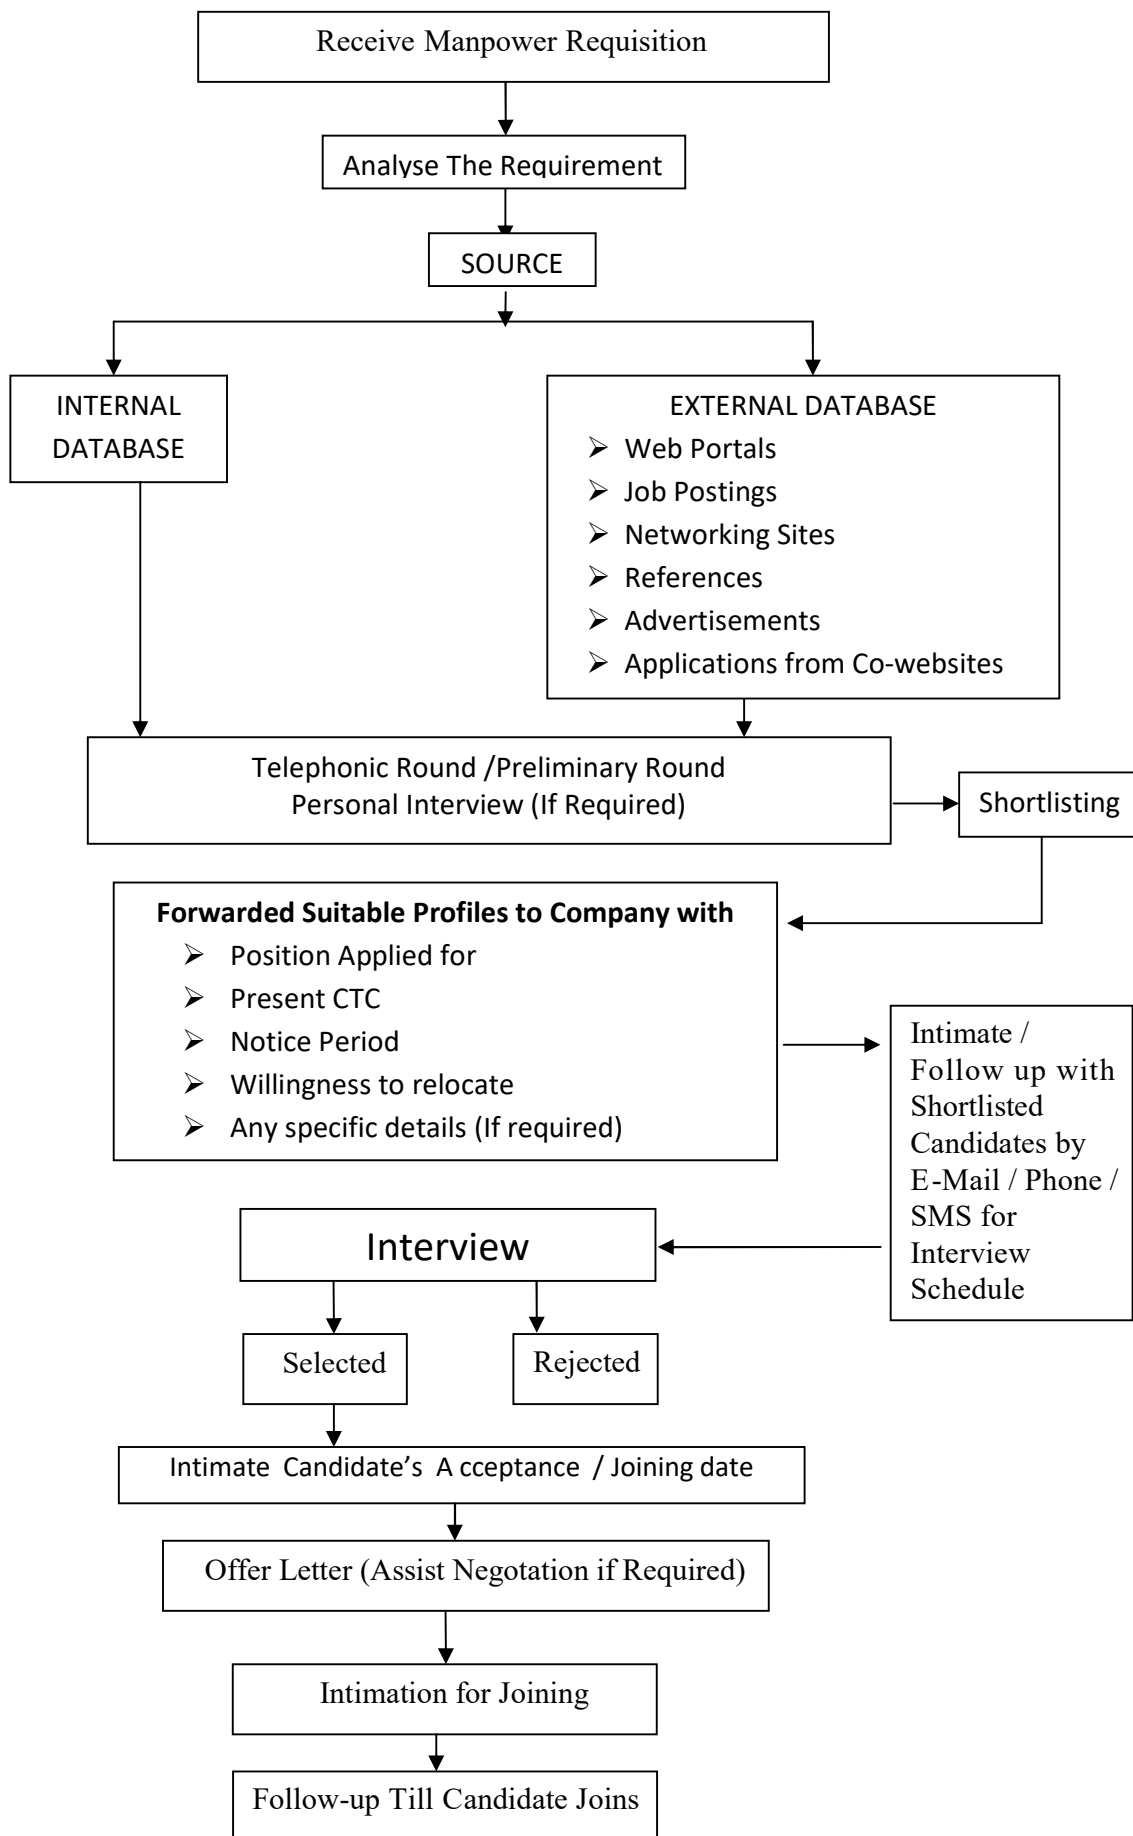 Receive Manpower Requisition
Analyse The Requirement
SOURCE
INTERNAL
DATABASE
EXTERNAL DATABASE
➢ Web Portals
➢ Job Postings
➢ Networking Sites
➢ References
➢ Advertisements
➢ Applications from Co-websites
Telephonic Round /Preliminary Round
Personal Interview (If Required)
Shortlisting
Forwarded Suitable Profiles to Company with
➢ Position Applied for
➢ Present CTC
➢ Notice Period
➢ Willingness to relocate
➢ Any specific details (If required)
Intimate /
Follow up with
Shortlisted
Candidates by
E-Mail / Phone /
SMS for
Interview
Schedule
Interview
Selected
Rejected
Intimate Candidate’s A cceptance / Joining date
Offer Letter (Assist Negotation if Required)
Intimation for Joining
Follow-up Till Candidate Joins